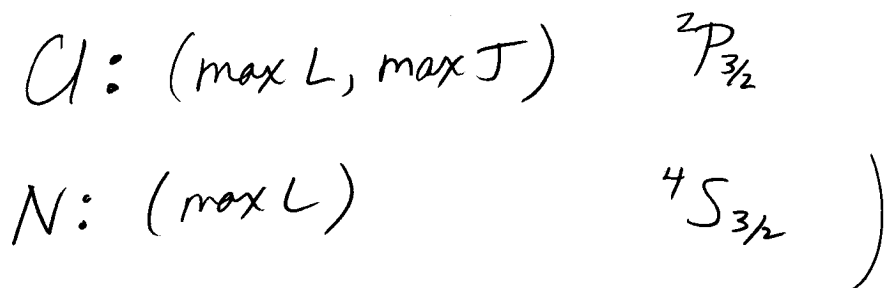 Cl: (max L, max J) ²P₃/₂
N: (max L) ⁴S₃/₂ )